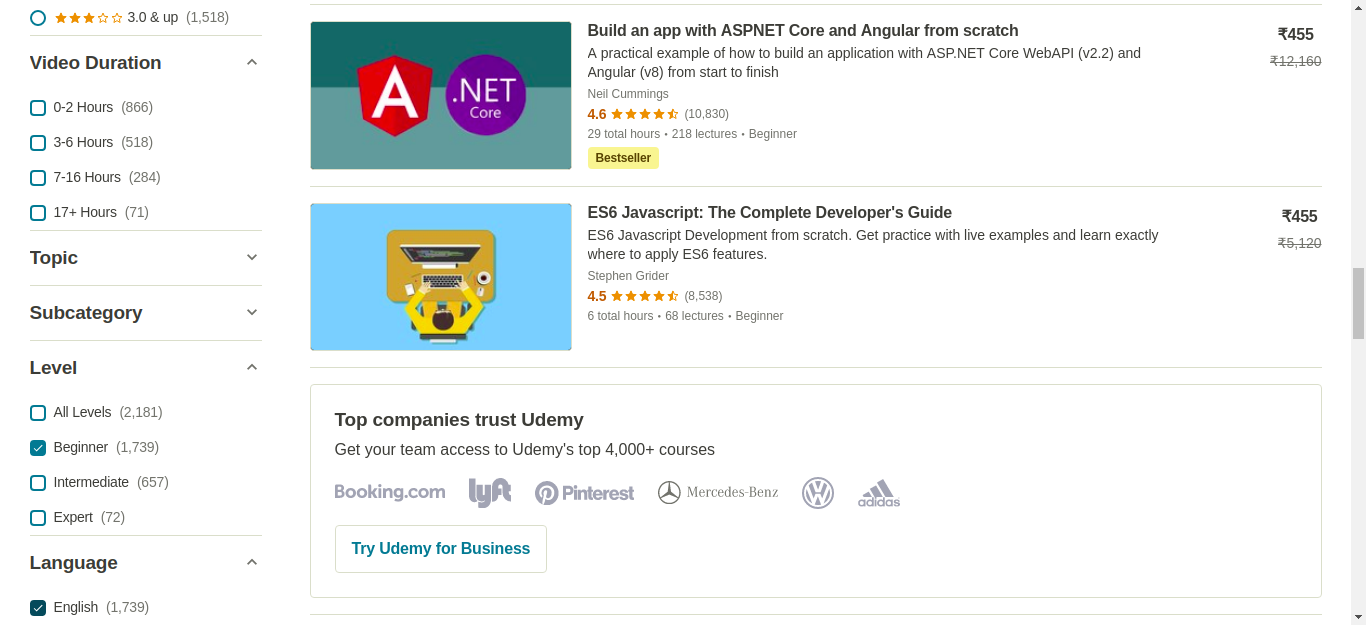 3.0 & up (1,518)
Video Duration
0-2 Hours (866)
3-6 Hours (518)
7-16 Hours (284)
17+ Hours (71)
Topic
Subcategory
Level
All Levels (2,181)
Beginner (1,739)
Intermediate (657)
Expert (72)
Language
English (1,739)
.NET
Core
Build an app with ASPNET Core and Angular from scratch
₹455
A practical example of how to build an application with ASP.NET Core WebAPI (v2.2) and
₹12,160
Angular (v8) from start to finish
Neil Cummings
4.6 (10,830)
29 total hours • 218 lectures • Beginner
Bestseller
ES6 Javascript: The Complete Developer's Guide
₹455
ES6 Javascript Development from scratch. Get practice with live examples and learn exactly
₹5,120
where to apply ES6 features.
Stephen Grider
4.5 (8,538)
6 total hours • 68 lectures • Beginner
Top companies trust Udemy
Get your team access to Udemy's top 4,000+ courses
Booking.com lyft Pinterest Mercedes-Benz adidas
Try Udemy for Business